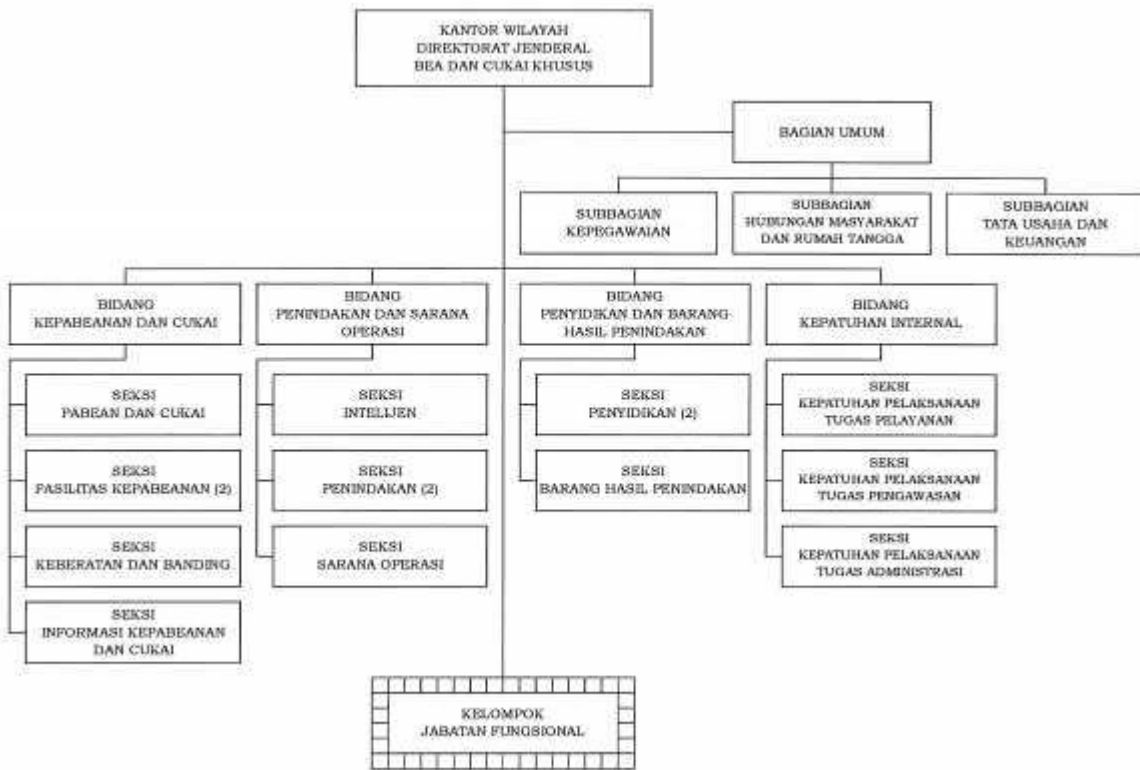 KANTOR WILAYAH
DIREKTORAT JENDERAL
BEA DAN CUKAI KHUSUS
BAGIAN UMUM
SUBBAGIAN
KEPEGAWAIAN
SUBBAGIAN
HUBUNGAN MASYARAKAT
DAN RUMAH TANGGA
SUBBAGIAN
TATA USAHA DAN
KEUANGAN
BIDANG
KEPABEANAN DAN CUKAI
BIDANG
PENINDAKAN DAN SARANA
OPERASI
BIDANG
PENYIDIKAN DAN BARANG
HASIL PENINDAKAN
BIDANG
KEPATUHAN INTERNAL
SEKSI
PABEAN DAN CUKAI
SEKSI
FASILITAS KEPABEANAN (2)
SEKSI
KEBERATAN DAN BANDING
SEKSI
INFORMASI KEPABEANAN
DAN CUKAI
SEKSI
INTELIJEN
SEKSI
PENINDAKAN (2)
SEKSI
SARANA OPERASI
SEKSI
PENYIDIKAN (2)
SEKSI
BARANG HASIL PENINDAKAN
SEKSI
KEPATUHAN PELAKSANAAN
TUGAS PELAYANAN
SEKSI
KEPATUHAN PELAKSANAAN
TUGAS PENGAWASAN
SEKSI
KEPATUHAN PELAKSANAAN
TUGAS ADMINISTRASI
KELOMPOK
JABATAN FUNGSIONAL